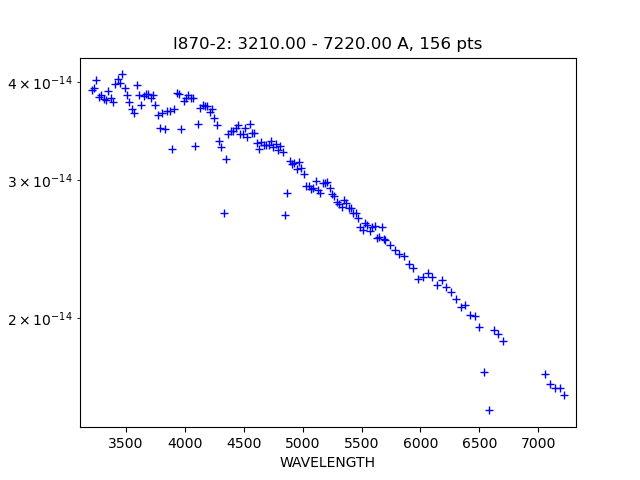 I870-2: 3210.00 - 7220.00 A, 156 pts
4 × 10⁻¹⁴
3 × 10⁻¹⁴
2 × 10⁻¹⁴
3500 4000 4500 5000 5500 6000 6500 7000
WAVELENGTH